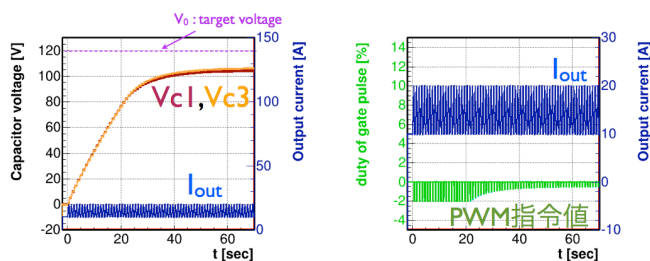 V₀ : target voltage
Capacitor voltage [V]
120
100
80
60
40
20
0
-20
0 20 40 60
t [sec]
150
100
50
0
Output current [A]
Vc1, Vc3
Iout
duty of gate pulse [%]
14
12
10
8
6
4
2
0
-2
-4
0 20 40 60
t [sec]
30
20
10
0
-10
Output current [A]
Iout
PWM指令値